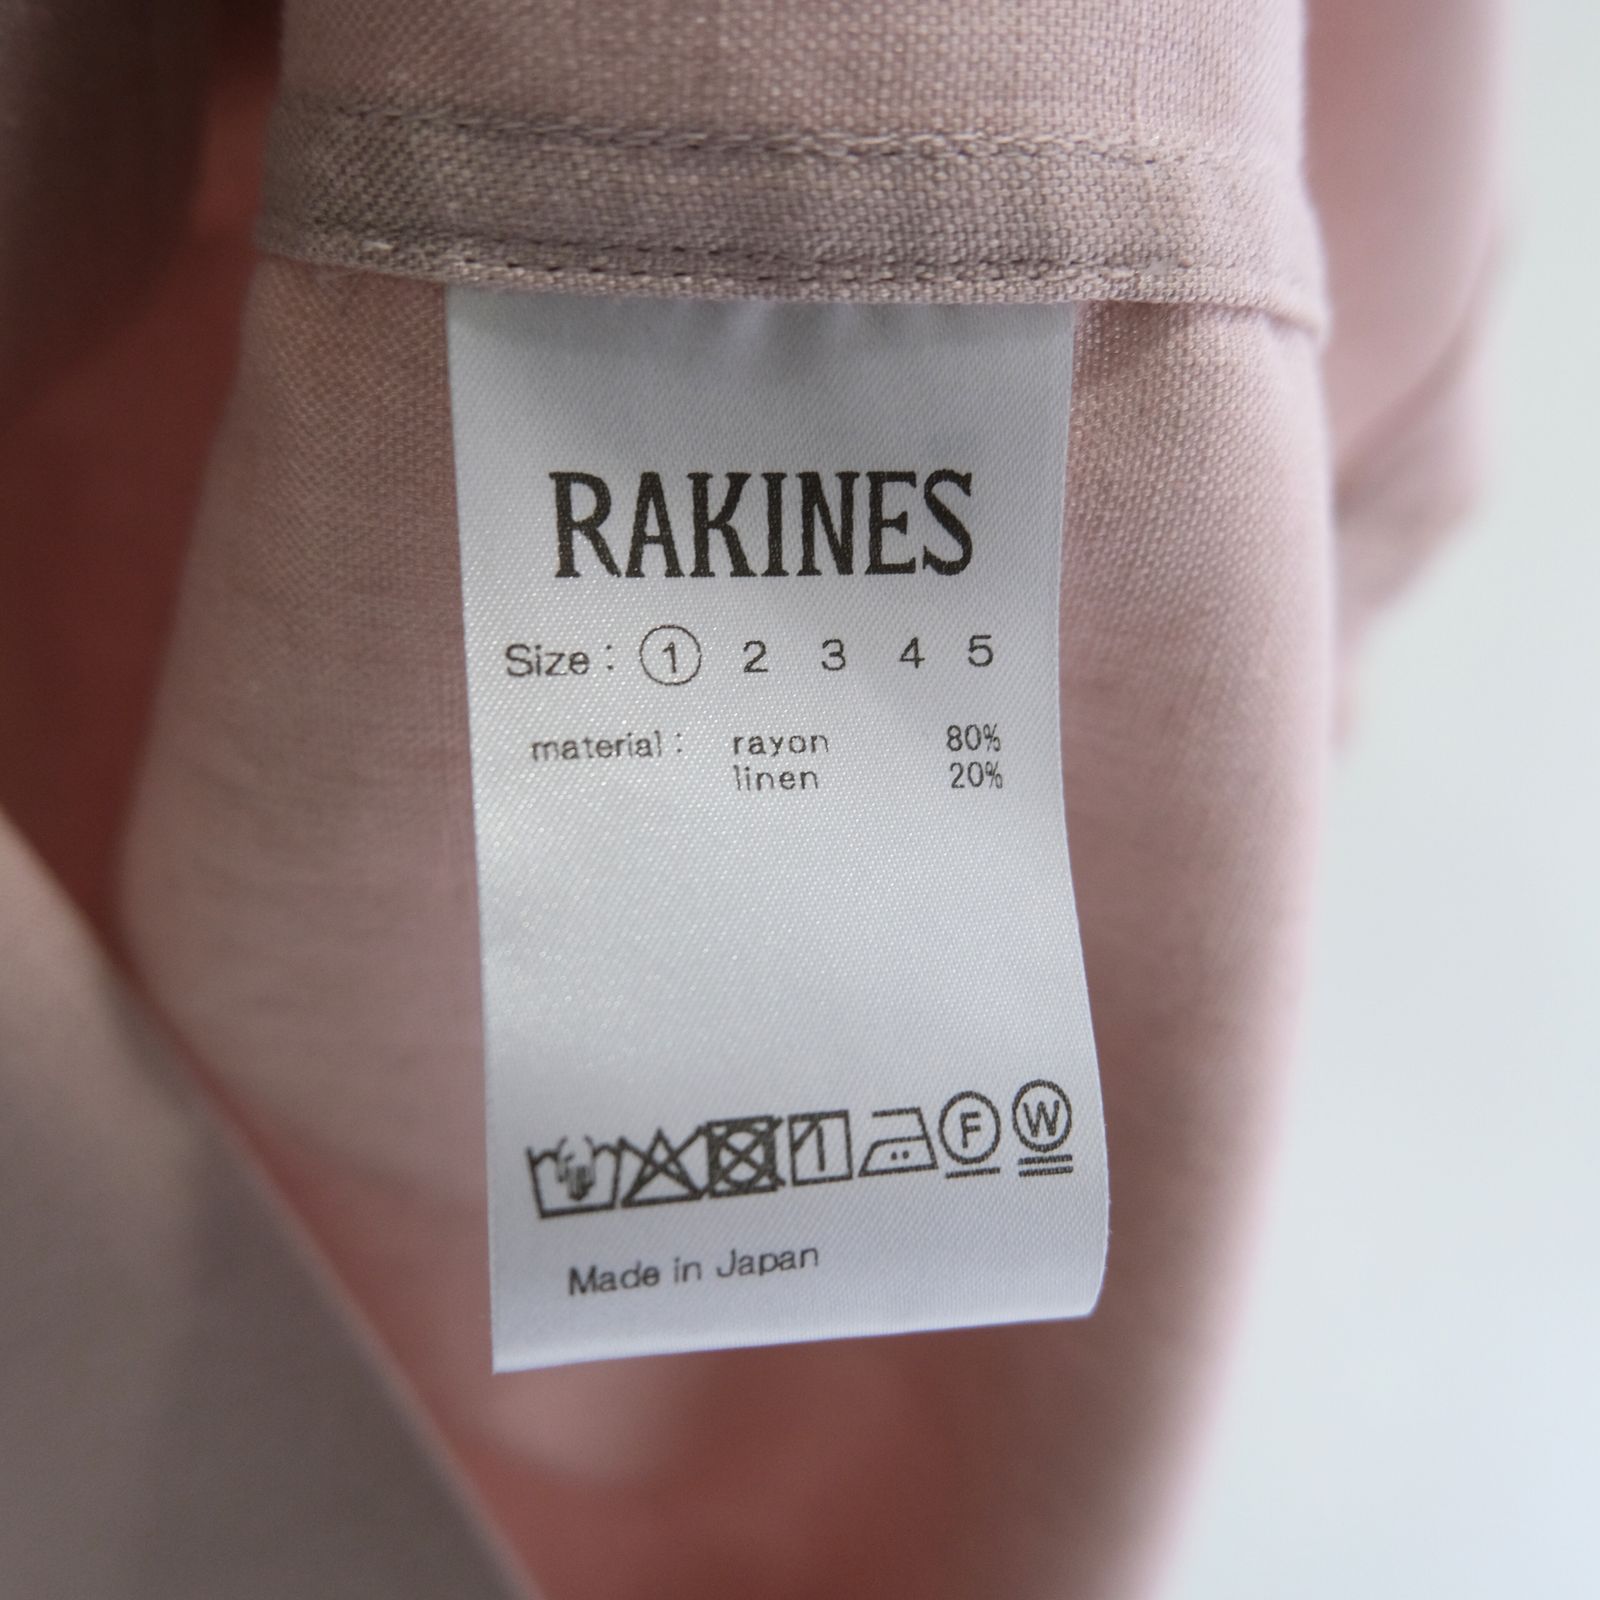 RAKINES
Size : 1 2 3 4 5
material : rayon 80%
linen 20%
F W
Made in Japan